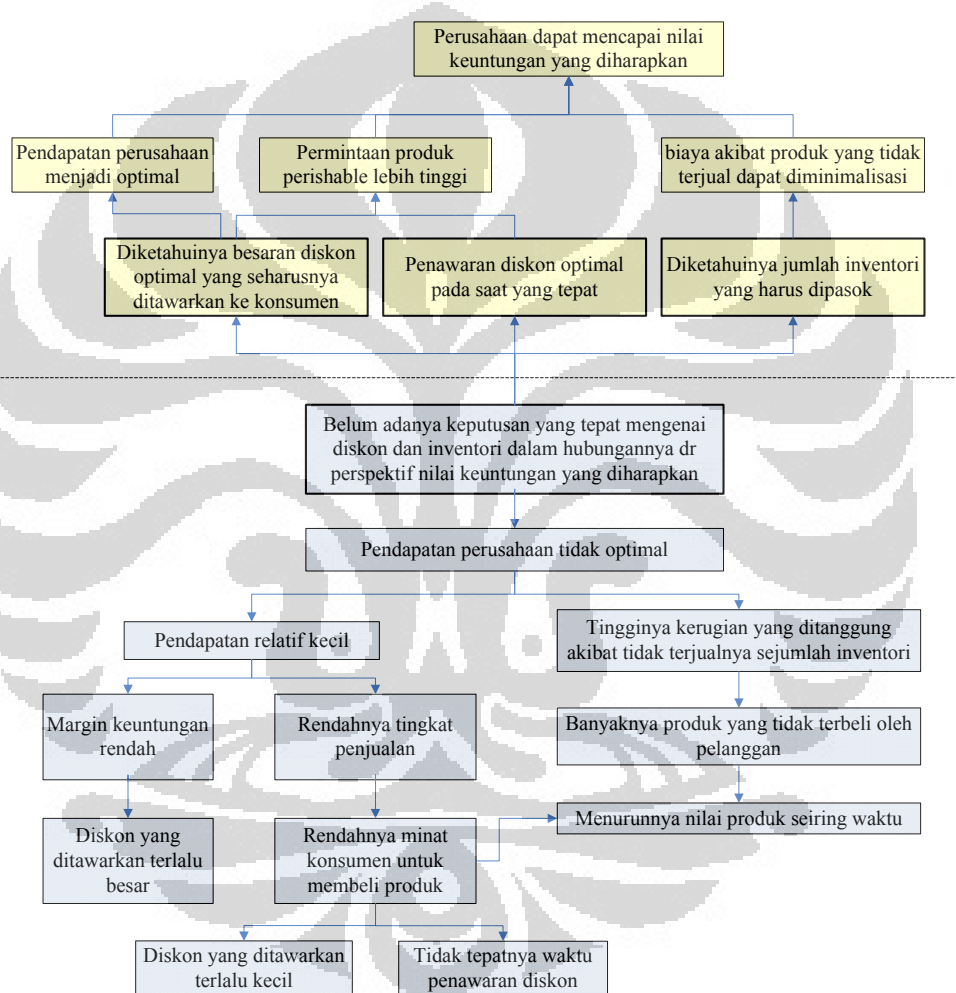 Perusahaan dapat mencapai nilai
keuntungan yang diharapkan
Pendapatan perusahaan
menjadi optimal
Permintaan produk
perishable lebih tinggi
biaya akibat produk yang tidak
terjual dapat diminimalisasi
Diketahuinya besaran diskon
optimal yang seharusnya
ditawarkan ke konsumen
Penawaran diskon optimal
pada saat yang tepat
Diketahuinya jumlah inventori
yang harus dipasok
Belum adanya keputusan yang tepat mengenai
diskon dan inventori dalam hubungannya dr
perspektif nilai keuntungan yang diharapkan
Pendapatan perusahaan tidak optimal
Pendapatan relatif kecil
Tingginya kerugian yang ditanggung
akibat tidak terjualnya sejumlah inventori
Margin keuntungan
rendah
Rendahnya tingkat
penjualan
Banyaknya produk yang tidak terbeli oleh
pelanggan
Diskon yang
ditawarkan terlalu
besar
Rendahnya minat
konsumen untuk
membeli produk
Menurunnya nilai produk seiring waktu
Diskon yang ditawarkan
terlalu kecil
Tidak tepatnya waktu
penawaran diskon